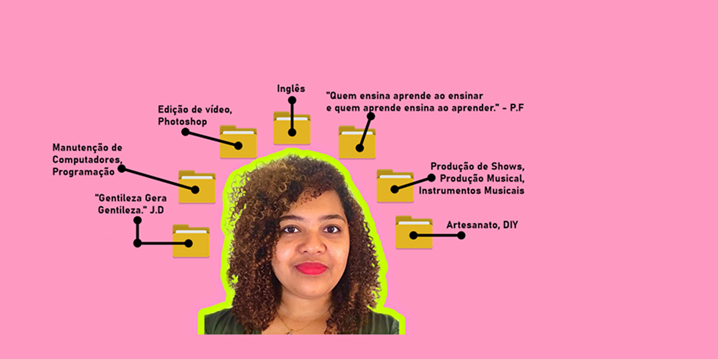 Inglês
"Quem ensina aprende ao ensinar
e quem aprende ensina ao aprender." - P.F
Edição de vídeo,
Photoshop
Manutenção de
Computadores,
Programação
Produção de Shows,
Produção Musical,
Instrumentos Musicais
"Gentileza Gera
Gentileza." J.D
Artesanato, DIY